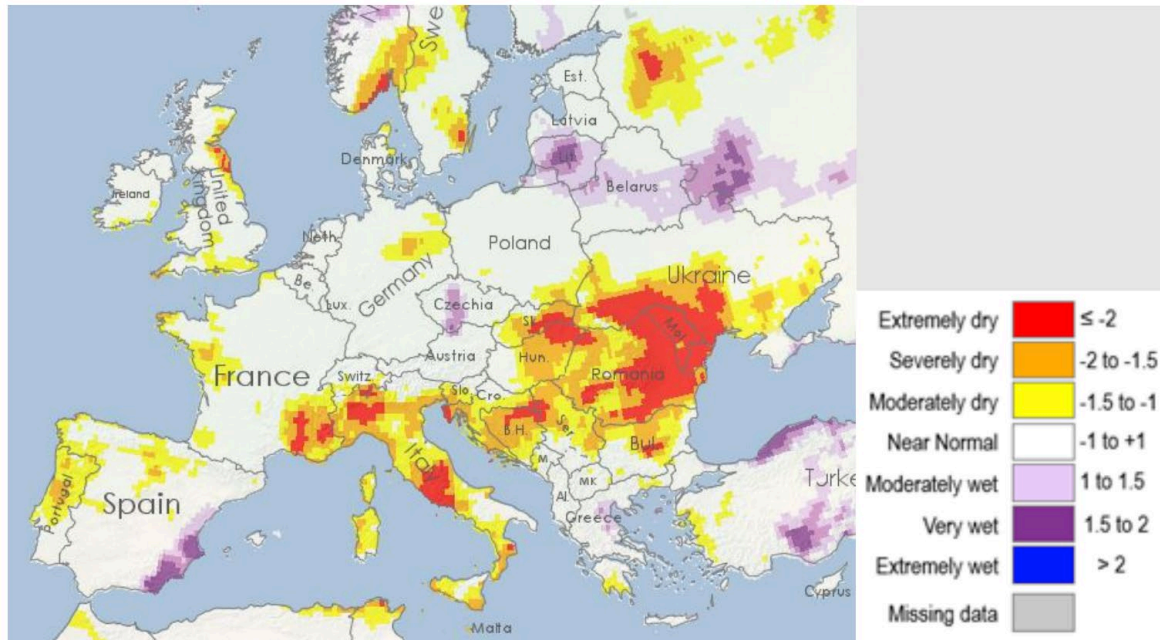 N
Swe
Est.
Latvia
Lit.
Denmark
Ireland
United
Kingdom
Belarus
Neth.
Poland
Be.
Germany
Ukraine
Lux.
Czechia
Sl.
Mol.
Austria
Hun.
France
Switz.
Romania
Slo.
Cro.
B.H.
Ser.
Italy
Bul.
M.
Portugal
Spain
MK
Al
Turke
Greece
Cyprus
Malta
Extremely dry ≤ -2
Severely dry -2 to -1.5
Moderately dry -1.5 to -1
Near Normal -1 to +1
Moderately wet 1 to 1.5
Very wet 1.5 to 2
Extremely wet > 2
Missing data